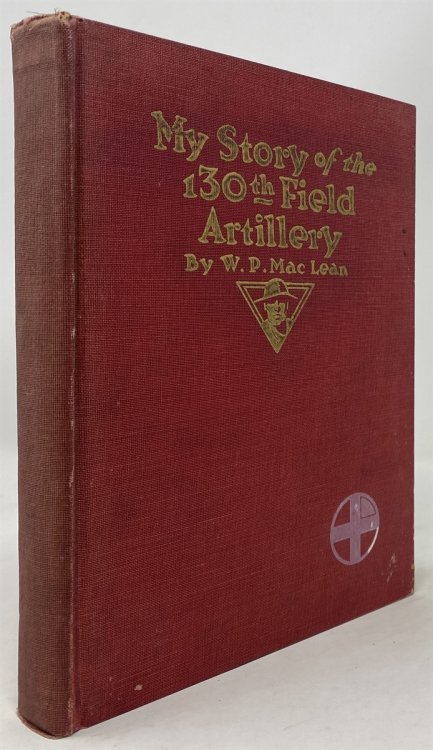 My Story of the
130th Field
Artillery
By W. P. Mac Lean